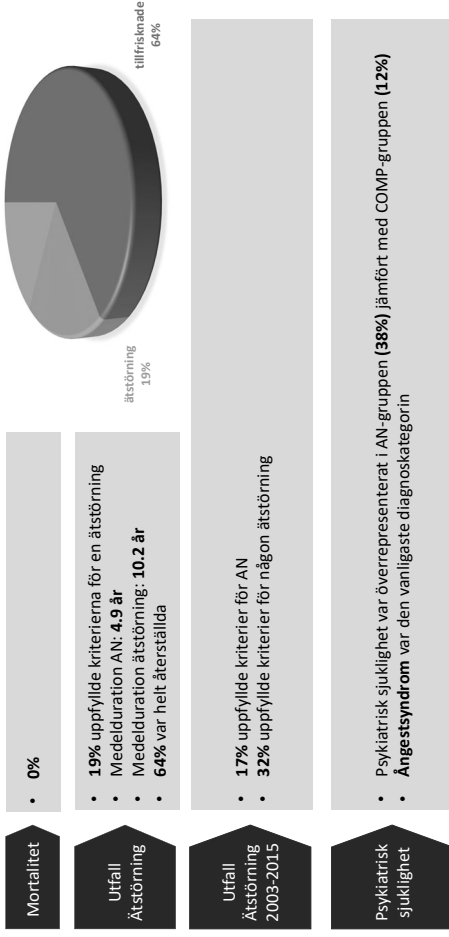 Mortalitet
• 0%
Utfall
Ätstörning
• 19% uppfyllde kriterierna för en ätstörning
• Medelduration AN: 4.9 år
• Medelduration ätstörning: 10.2 år
• 64% var helt återställda
ätstörning
19%
tillfrisknade
64%
Utfall
Ätstörning
2003-2015
• 17% uppfyllde kriterier för AN
• 32% uppfyllde kriterier för någon ätstörning
Psykiatrisk
sjuklighet
• Psykiatrisk sjuklighet var överrepresenterat i AN-gruppen (38%) jämfört med COMP-gruppen (12%)
• Ångestsyndrom var den vanligaste diagnoskategorin